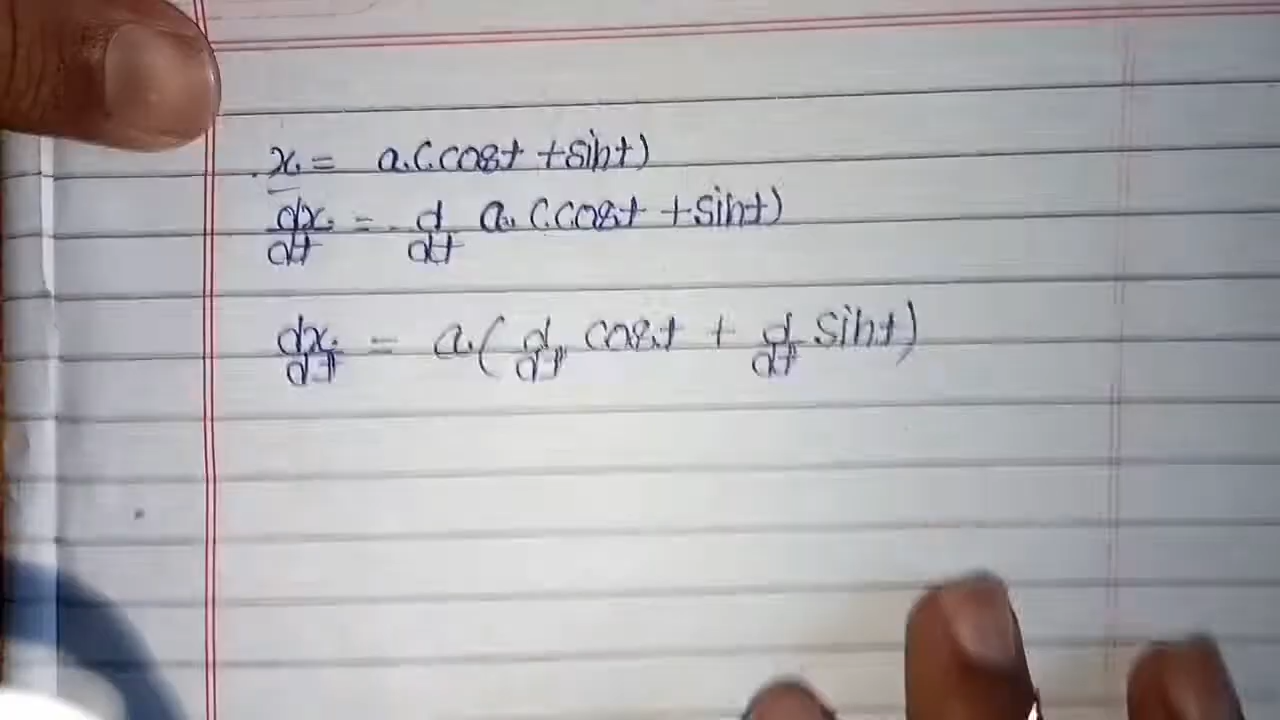 x = a(cost + sint)
dx/dt = d/dt a(cost + sint)
dx/dt = a(d/dt cost + d/dt sint)